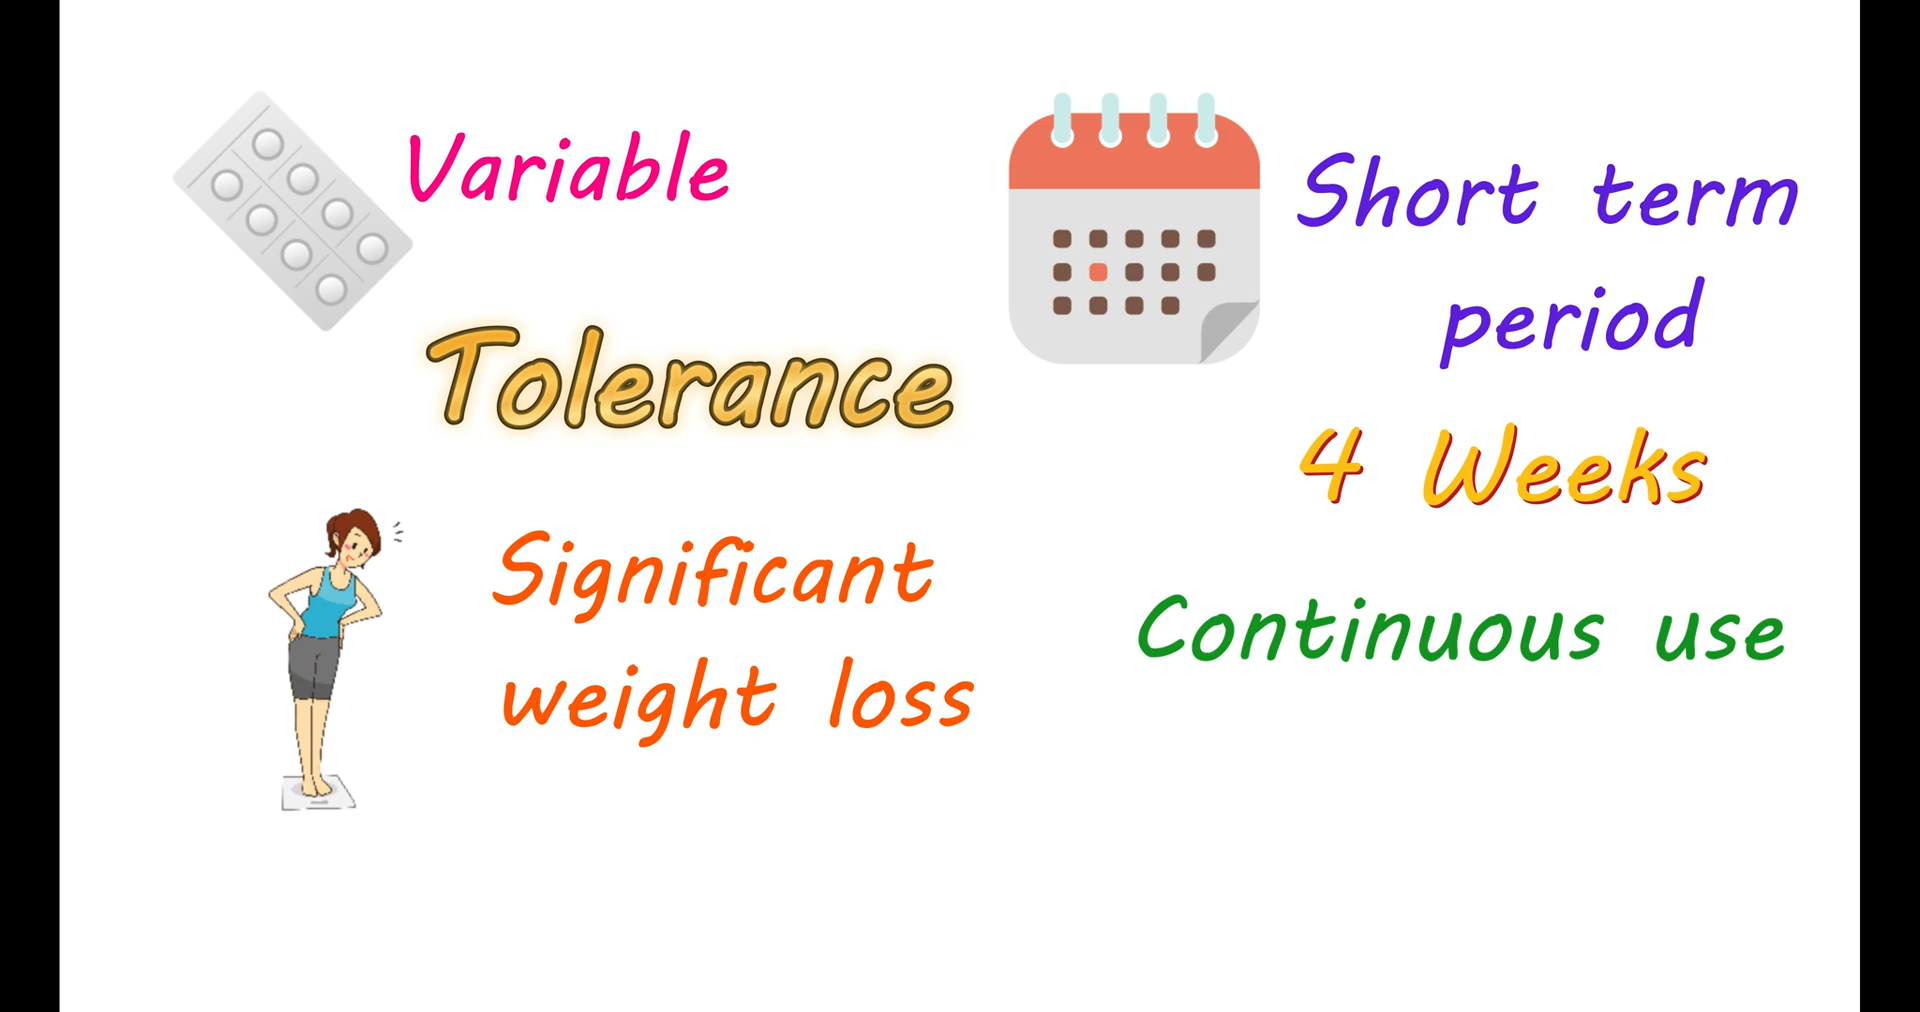 Variable
Tolerance
Significant
weight loss
Short term
period
4 Weeks
Continuous use